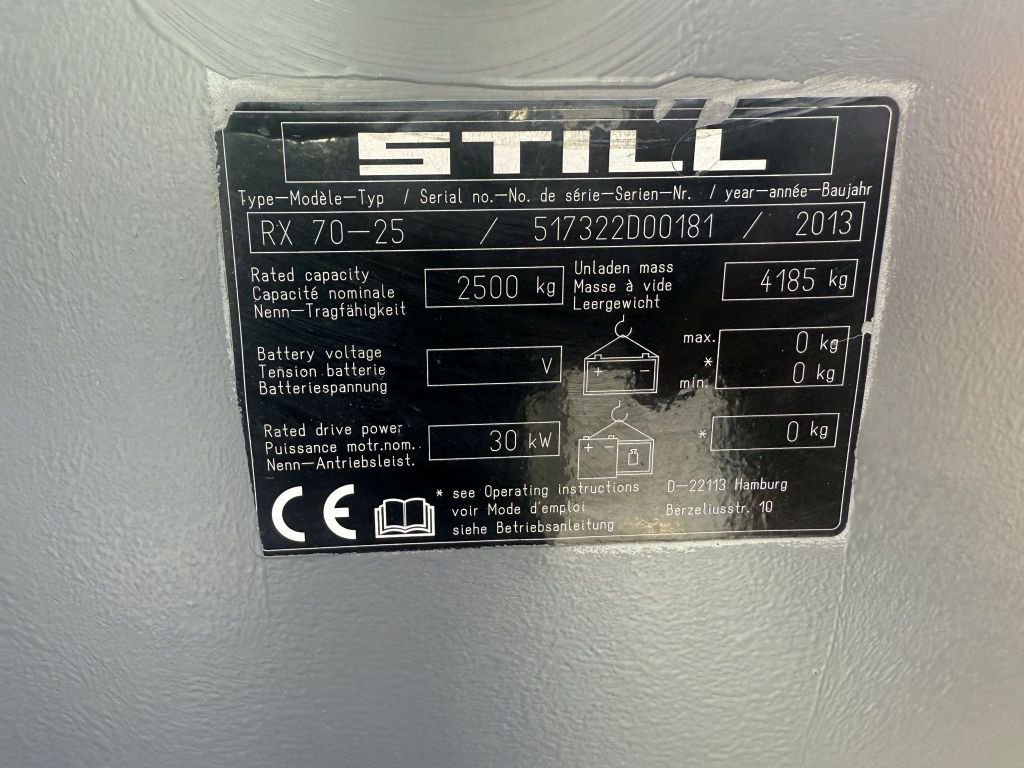 STILL
Type–Modèle–Typ / Serial no.–No. de série–Serien–Nr. / year–année–Baujahr
RX 70–25 / 517322D00181 / 2013
Rated capacity
Capacité nominale
Nenn–Tragfähigkeit
2500 kg
Unladen mass
Masse à vide
Leergewicht
4185 kg
Battery voltage
Tension batterie
Batteriespannung
V
+ –
max. 0 kg
*
min. 0 kg
Rated drive power
Puissance motr.nom.
Nenn–Antriebsleist.
30 kW
+ –
* 0 kg
CE
* see Operating instructions
voir Mode d'emploi
siehe Betriebsanleitung
D–22113 Hamburg
Berzeliusstr. 10